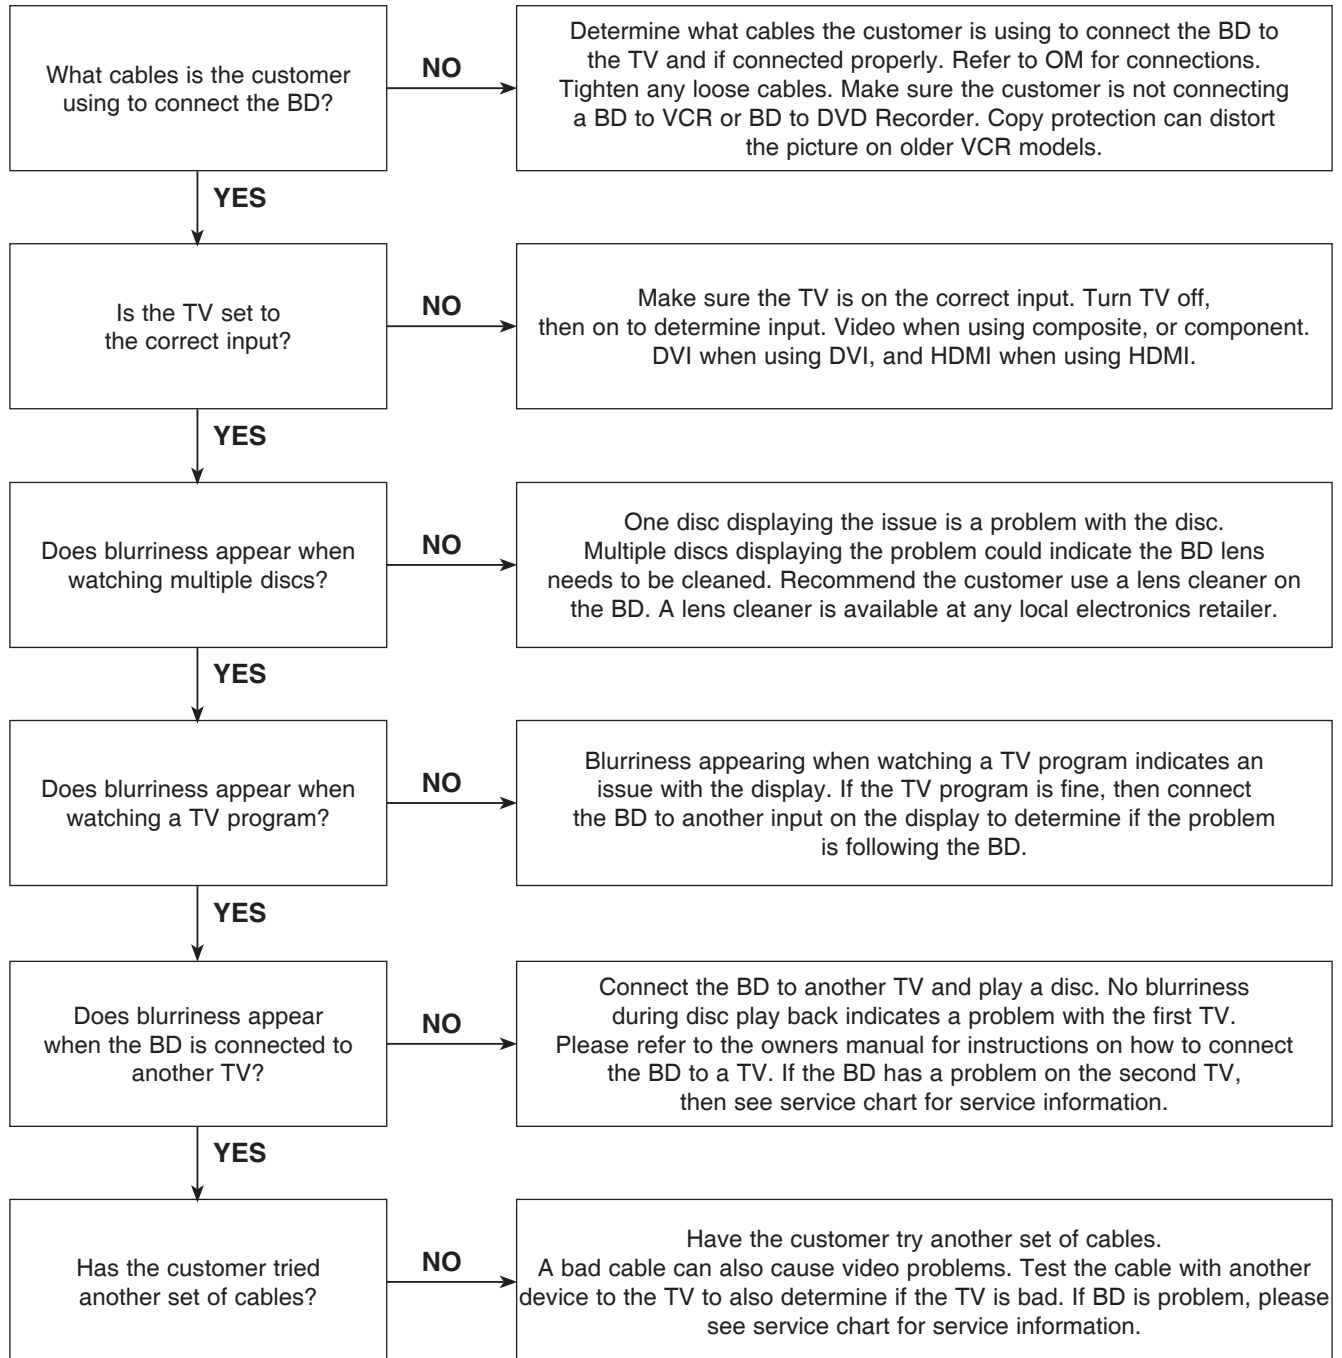 What cables is the customer
using to connect the BD?
NO
Determine what cables the customer is using to connect the BD to
the TV and if connected properly. Refer to OM for connections.
Tighten any loose cables. Make sure the customer is not connecting
a BD to VCR or BD to DVD Recorder. Copy protection can distort
the picture on older VCR models.
YES
Is the TV set to
the correct input?
NO
Make sure the TV is on the correct input. Turn TV off,
then on to determine input. Video when using composite, or component.
DVI when using DVI, and HDMI when using HDMI.
YES
Does blurriness appear when
watching multiple discs?
NO
One disc displaying the issue is a problem with the disc.
Multiple discs displaying the problem could indicate the BD lens
needs to be cleaned. Recommend the customer use a lens cleaner on
the BD. A lens cleaner is available at any local electronics retailer.
YES
Does blurriness appear when
watching a TV program?
NO
Blurriness appearing when watching a TV program indicates an
issue with the display. If the TV program is fine, then connect
the BD to another input on the display to determine if the problem
is following the BD.
YES
Does blurriness appear
when the BD is connected to
another TV?
NO
Connect the BD to another TV and play a disc. No blurriness
during disc play back indicates a problem with the first TV.
Please refer to the owners manual for instructions on how to connect
the BD to a TV. If the BD has a problem on the second TV,
then see service chart for service information.
YES
Has the customer tried
another set of cables?
NO
Have the customer try another set of cables.
A bad cable can also cause video problems. Test the cable with another
device to the TV to also determine if the TV is bad. If BD is problem, please
see service chart for service information.